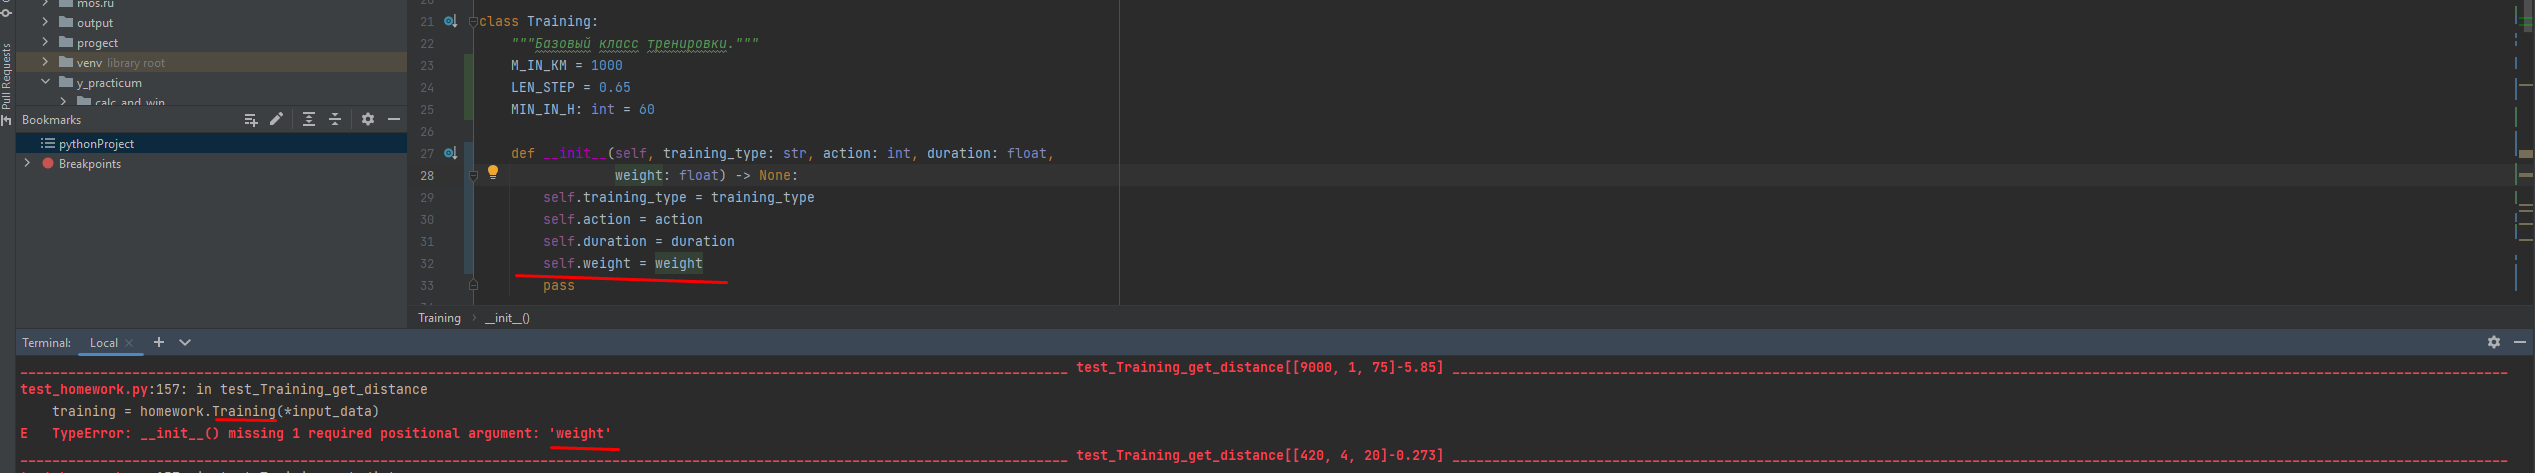 mos.ru
output
progect
venv library root
y_practicum
calc_and_win
Pull Requests
Bookmarks
pythonProject
Breakpoints
21 class Training:
22 """Базовый класс тренировки."""
23 M_IN_KM = 1000
24 LEN_STEP = 0.65
25 MIN_IN_H: int = 60
26
27 def __init__(self, training_type: str, action: int, duration: float,
28 weight: float) -> None:
29 self.training_type = training_type
30 self.action = action
31 self.duration = duration
32 self.weight = weight
33 pass
Training › __init__()
Terminal: Local × +
test_Training_get_distance[[9000, 1, 75]-5.85]
test_homework.py:157: in test_Training_get_distance
training = homework.Training(*input_data)
E TypeError: __init__() missing 1 required positional argument: 'weight'
test_Training_get_distance[[420, 4, 20]-0.273]